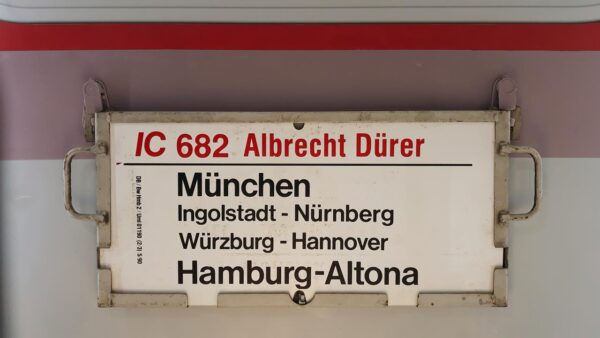 IC 682 Albrecht Dürer
München
Ingolstadt - Nürnberg
Würzburg - Hannover
Hamburg-Altona